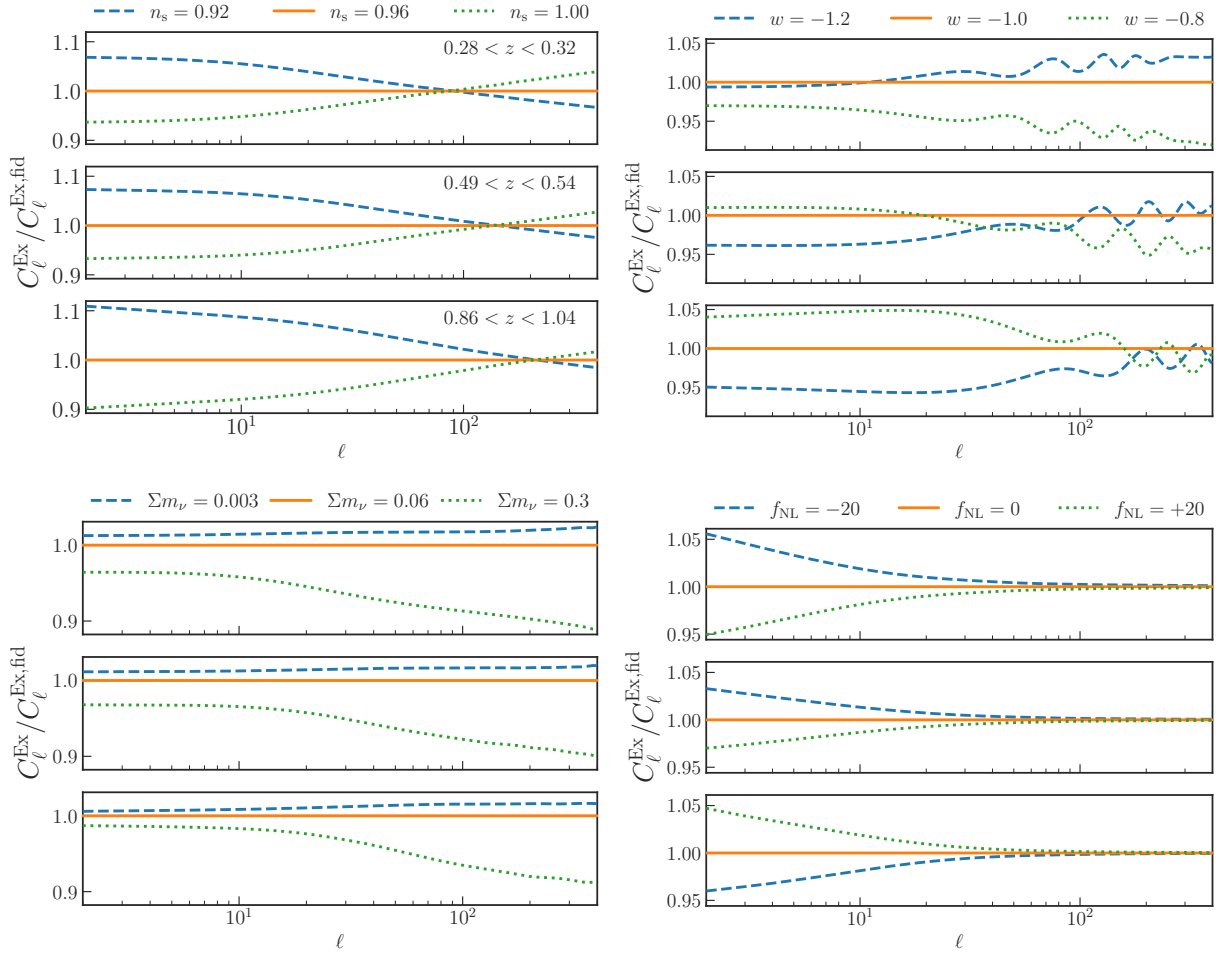 n_s = 0.92 n_s = 0.96 n_s = 1.00
0.28 < z < 0.32
1.1
1.0
0.9
0.49 < z < 0.54
1.1
1.0
0.9
0.86 < z < 1.04
1.1
1.0
0.9
C_ℓ^Ex/C_ℓ^Ex,fid
10^1 10^2
ℓ
w = −1.2 w = −1.0 w = −0.8
1.05
1.00
0.95
1.05
1.00
0.95
1.05
1.00
0.95
C_ℓ^Ex/C_ℓ^Ex,fid
10^1 10^2
ℓ
Σm_ν = 0.003 Σm_ν = 0.06 Σm_ν = 0.3
1.0
0.9
1.0
0.9
1.0
0.9
C_ℓ^Ex/C_ℓ^Ex,fid
10^1 10^2
ℓ
f_NL = −20 f_NL = 0 f_NL = +20
1.05
1.00
0.95
1.05
1.00
0.95
1.05
1.00
0.95
C_ℓ^Ex/C_ℓ^Ex,fid
10^1 10^2
ℓ